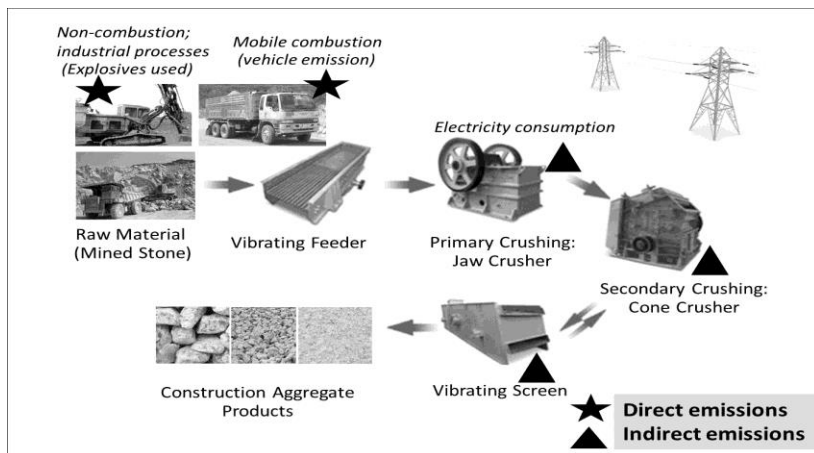 Non-combustion;
industrial processes
(Explosives used)
Mobile combustion
(vehicle emission)
Electricity consumption
Raw Material
(Mined Stone)
Vibrating Feeder
Primary Crushing:
Jaw Crusher
Secondary Crushing:
Cone Crusher
Construction Aggregate
Products
Vibrating Screen
Direct emissions
Indirect emissions